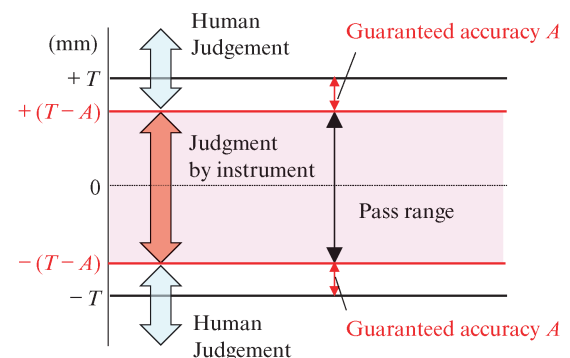 Human
Judgement
Guaranteed accuracy A
(mm)
+ T
+ (T − A)
Judgment
by instrument
0
Pass range
− (T − A)
− T
Human
Judgement
Guaranteed accuracy A